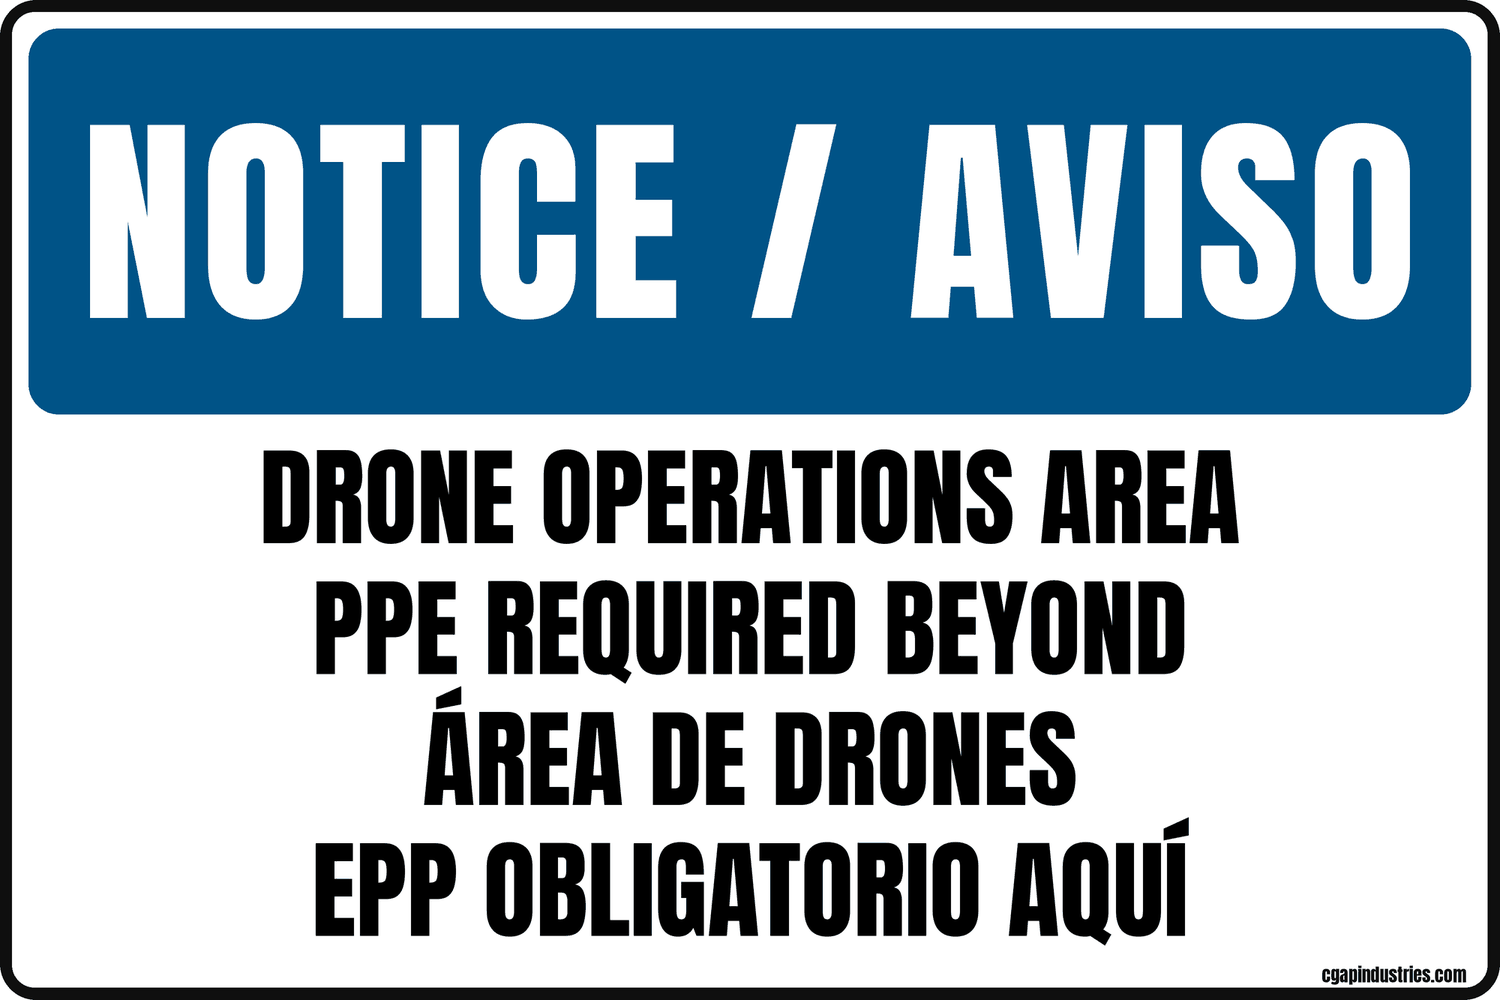 NOTICE / AVISO
DRONE OPERATIONS AREA
PPE REQUIRED BEYOND
ÁREA DE DRONES
EPP OBLIGATORIO AQUÍ
cgapindustries.com